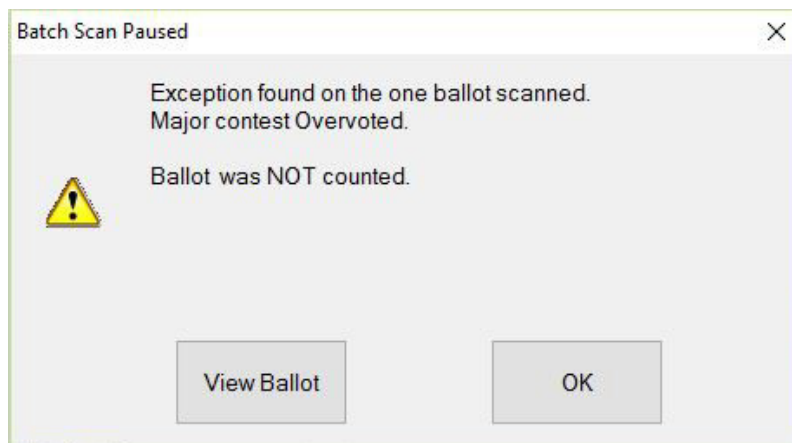 Batch Scan Paused
Exception found on the one ballot scanned.
Major contest Overvoted.
Ballot was NOT counted.
View Ballot
OK